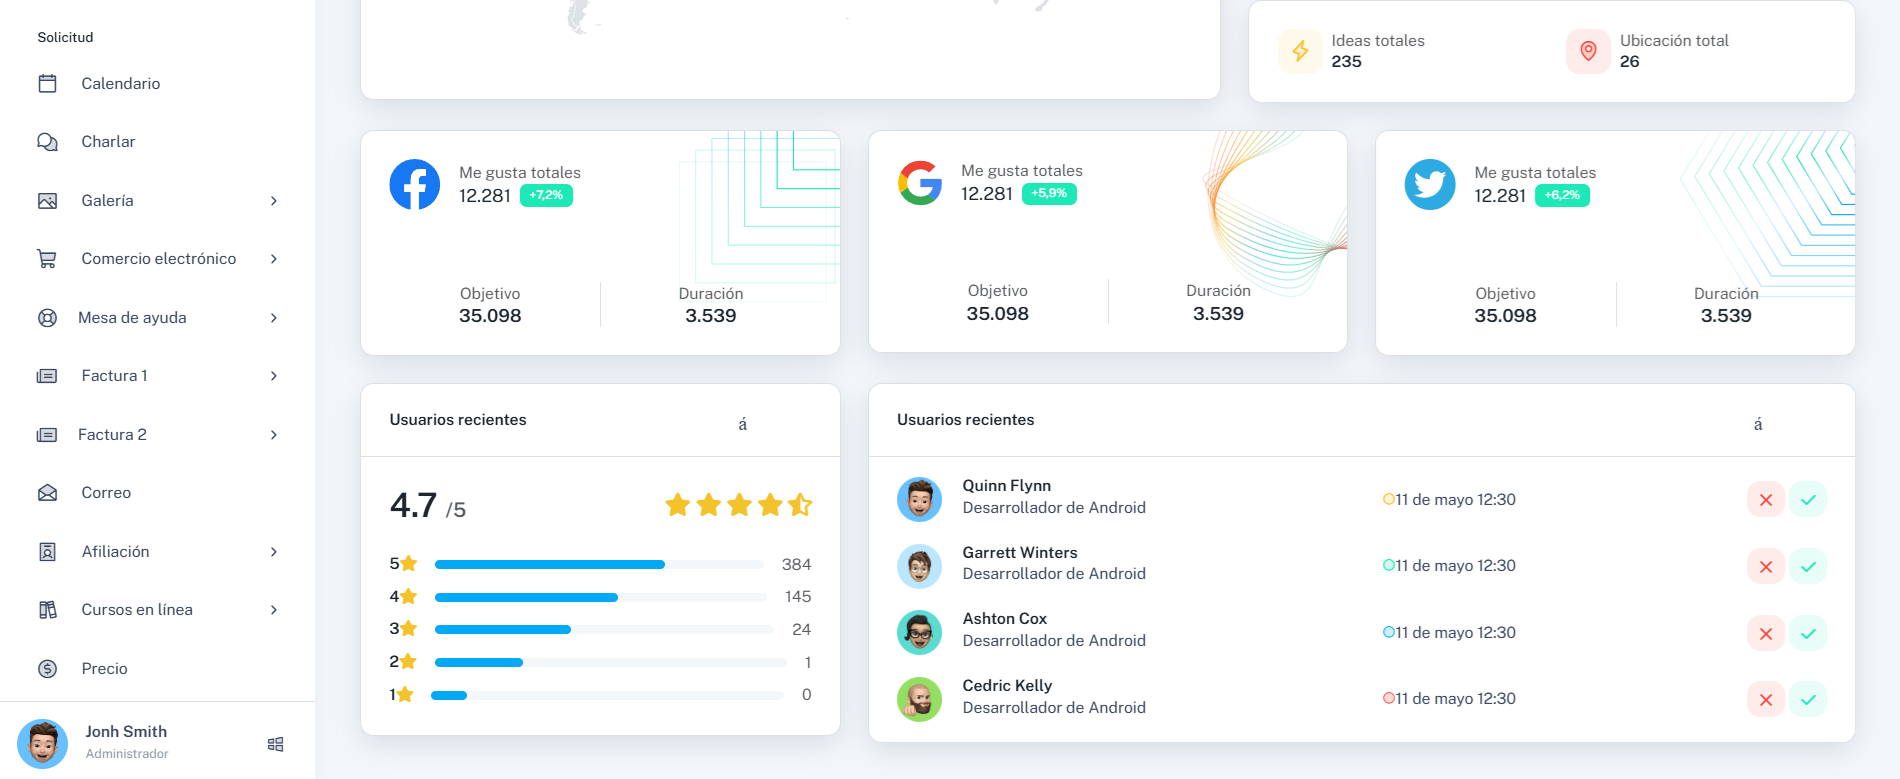 Solicitud
Calendario
Charlar
Galería
Comercio electrónico
Mesa de ayuda
Factura 1
Factura 2
Correo
Afiliación
Cursos en línea
Precio
Jonh Smith
Administrador
Ideas totales
235
Ubicación total
26
Me gusta totales
12.281 +7,2%
Objetivo
35.098
Duración
3.539
Me gusta totales
12.281 +5,9%
Objetivo
35.098
Duración
3.539
Me gusta totales
12.281 +6,2%
Objetivo
35.098
Duración
3.539
Usuarios recientes á
4.7 /5
5 384
4 145
3 24
2 1
1 0
Usuarios recientes á
Quinn Flynn
Desarrollador de Android
11 de mayo 12:30
Garrett Winters
Desarrollador de Android
11 de mayo 12:30
Ashton Cox
Desarrollador de Android
11 de mayo 12:30
Cedric Kelly
Desarrollador de Android
11 de mayo 12:30